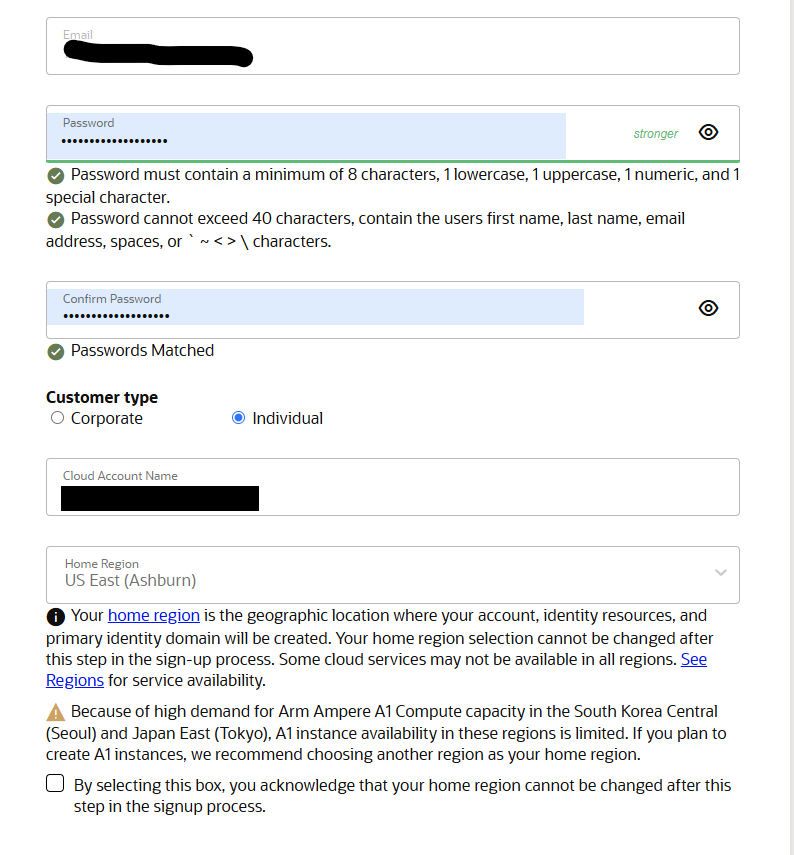 Email
Password
•••••••••••••••••••
stronger
Password must contain a minimum of 8 characters, 1 lowercase, 1 uppercase, 1 numeric, and 1
special character.
Password cannot exceed 40 characters, contain the users first name, last name, email
address, spaces, or ` ~ < > \ characters.
Confirm Password
•••••••••••••••••••
Passwords Matched
Customer type
Corporate
Individual
Cloud Account Name
Home Region
US East (Ashburn)
Your home region is the geographic location where your account, identity resources, and
primary identity domain will be created. Your home region selection cannot be changed after
this step in the sign-up process. Some cloud services may not be available in all regions. See
Regions for service availability.
Because of high demand for Arm Ampere A1 Compute capacity in the South Korea Central
(Seoul) and Japan East (Tokyo), A1 instance availability in these regions is limited. If you plan to
create A1 instances, we recommend choosing another region as your home region.
By selecting this box, you acknowledge that your home region cannot be changed after this
step in the signup process.